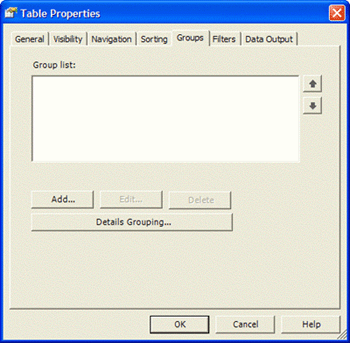 Table Properties
General Visibility Navigation Sorting Groups Filters Data Output
Group list:
Add... Edit... Delete
Details Grouping...
OK Cancel Help